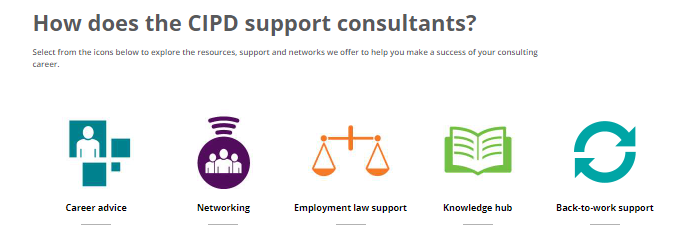 How does the CIPD support consultants?
Select from the icons below to explore the resources, support and networks we offer to help you make a success of your consulting
career.
Career advice
Networking
Employment law support
Knowledge hub
Back-to-work support